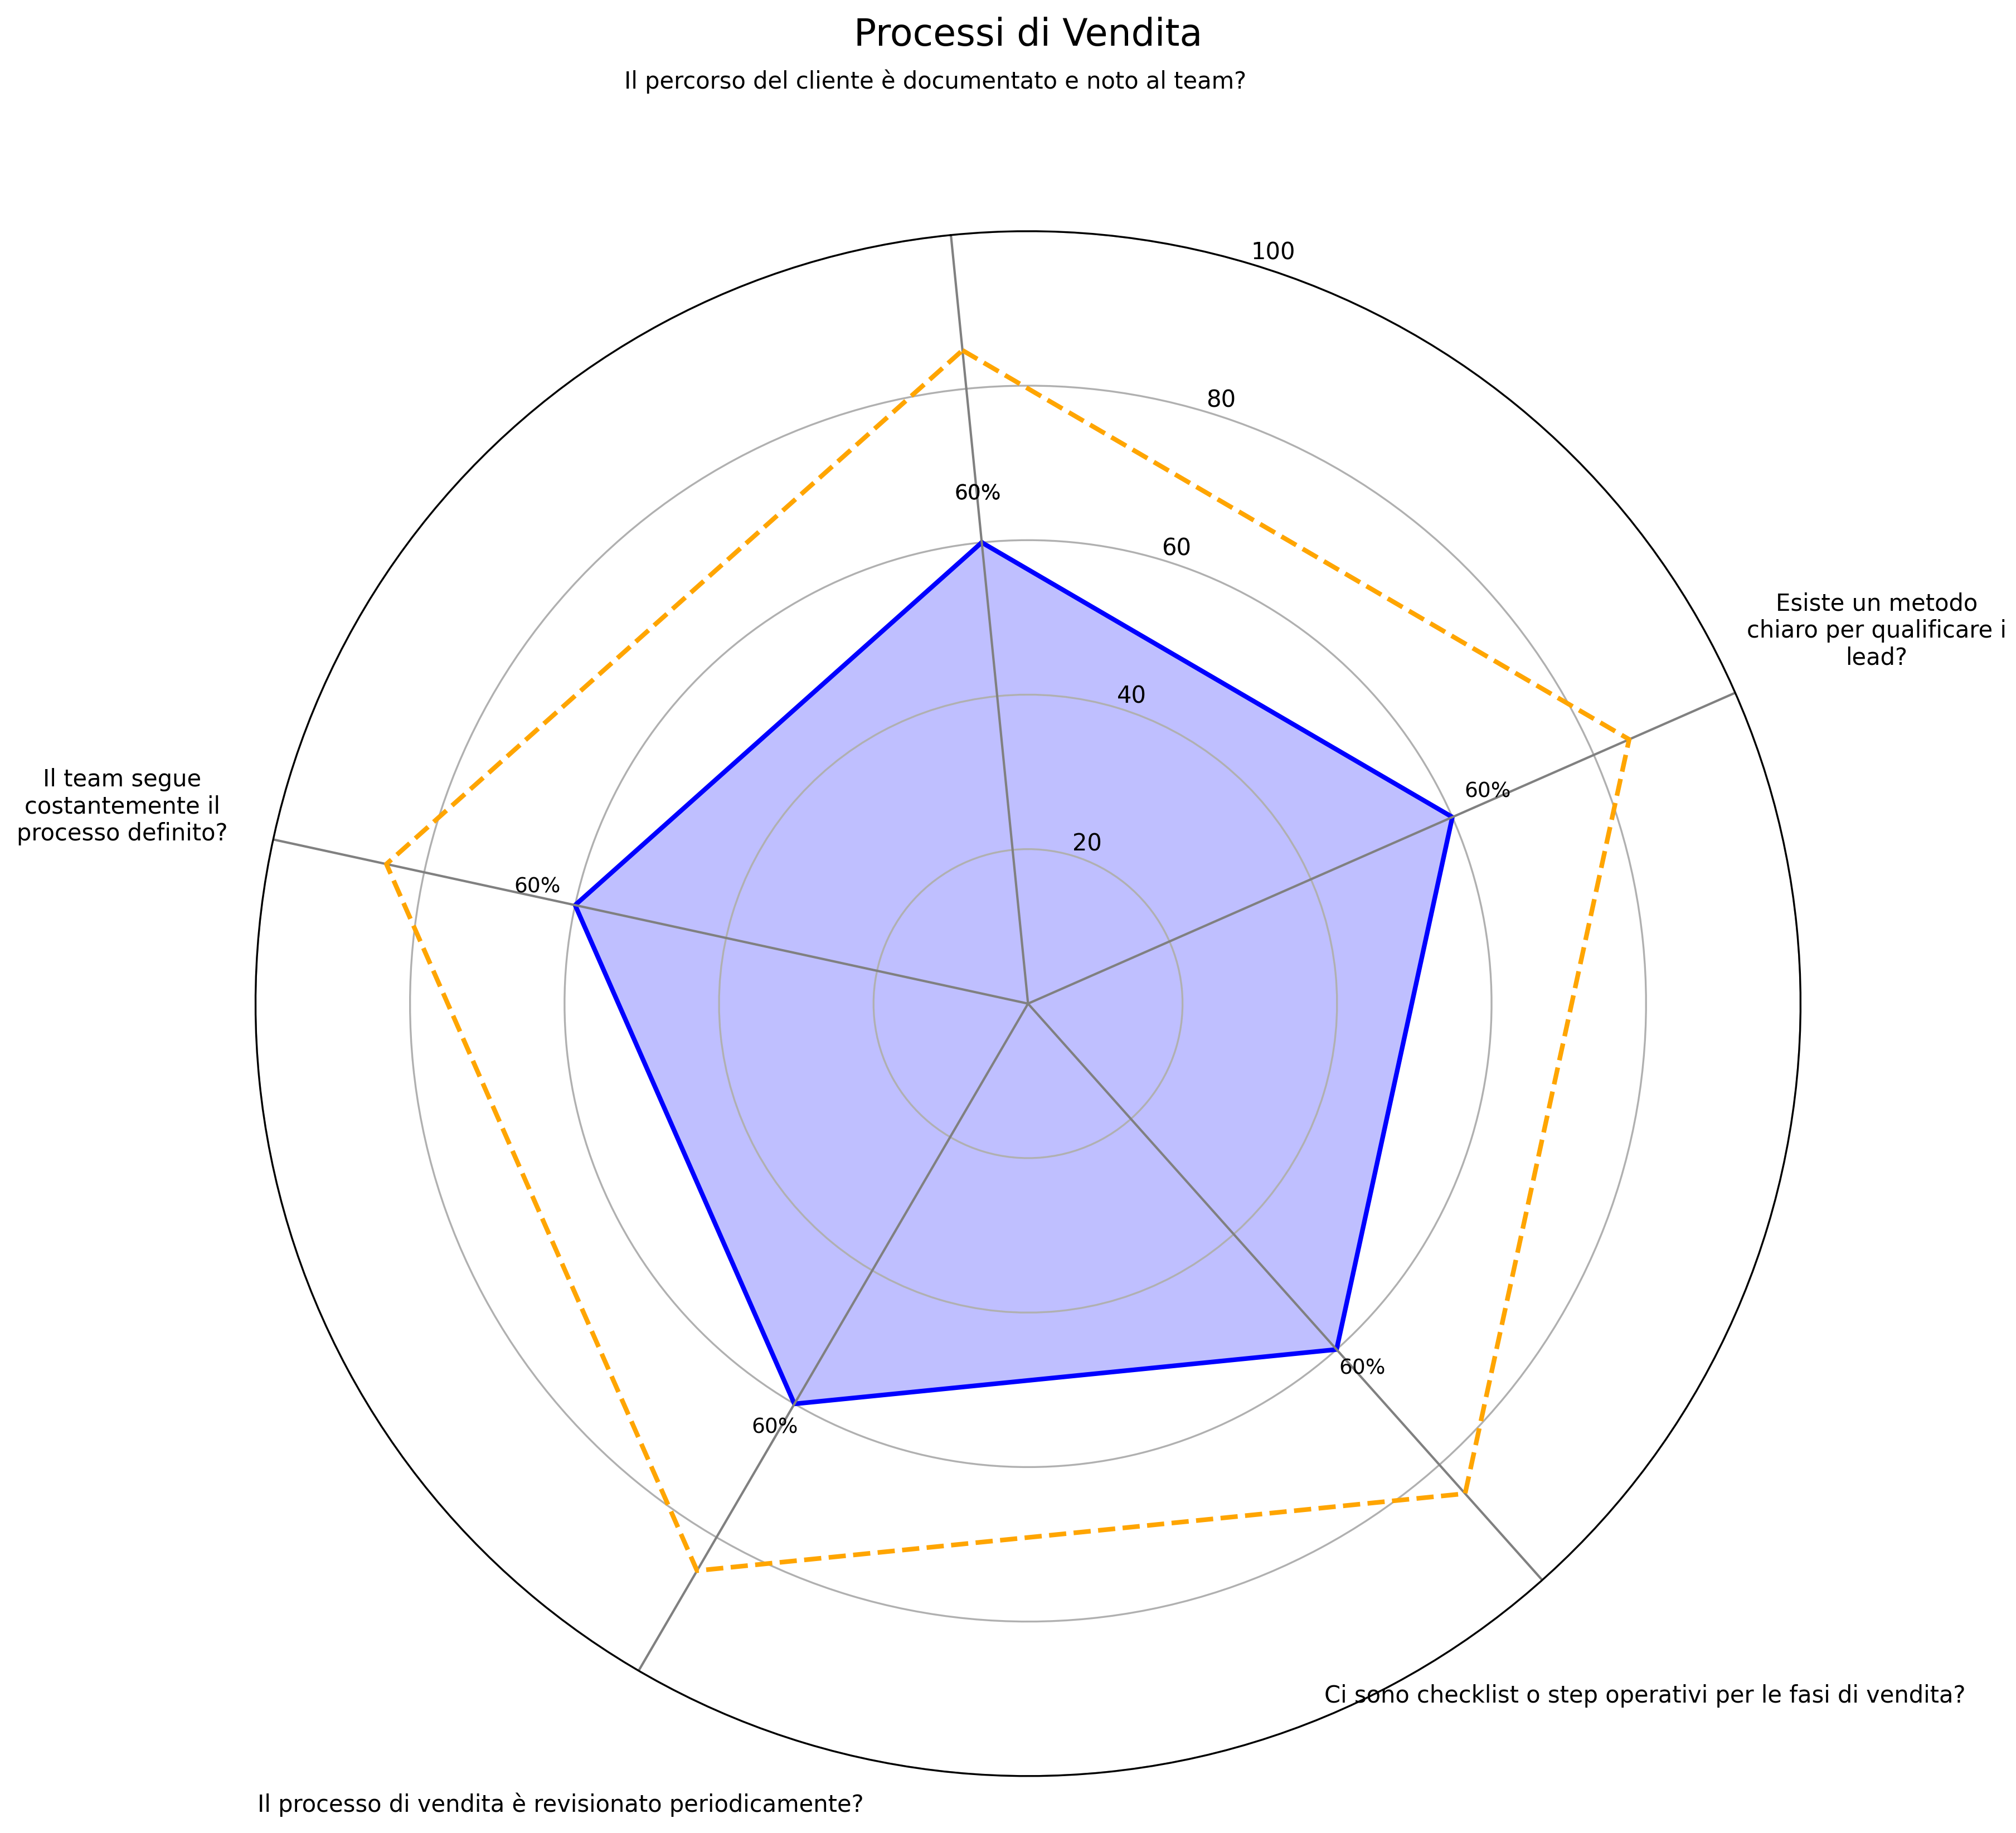 Processi di Vendita
Il percorso del cliente è documentato e noto al team?
100
80
60%
60
Esiste un metodo
chiaro per qualificare i
lead?
40
60%
Il team segue
costantemente il
processo definito?
20
60%
60%
60%
Ci sono checklist o step operativi per le fasi di vendita?
Il processo di vendita è revisionato periodicamente?